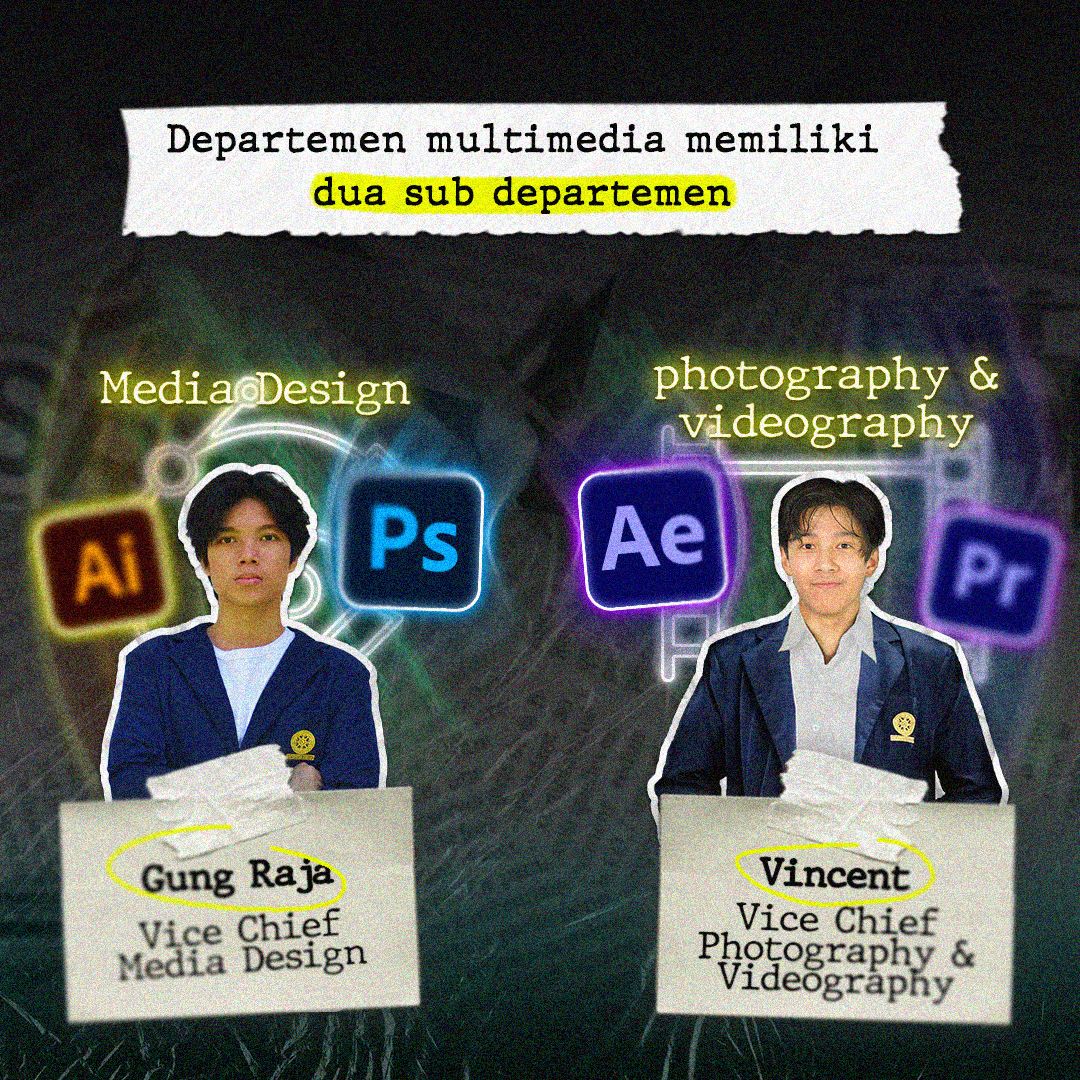 Departemen multimedia memiliki
dua sub departemen
Media Design
photography &
videography
Ai
Ps
Ae
Pr
Gung Raja
Vice Chief
Media Design
Vincent
Vice Chief
Photography &
Videography